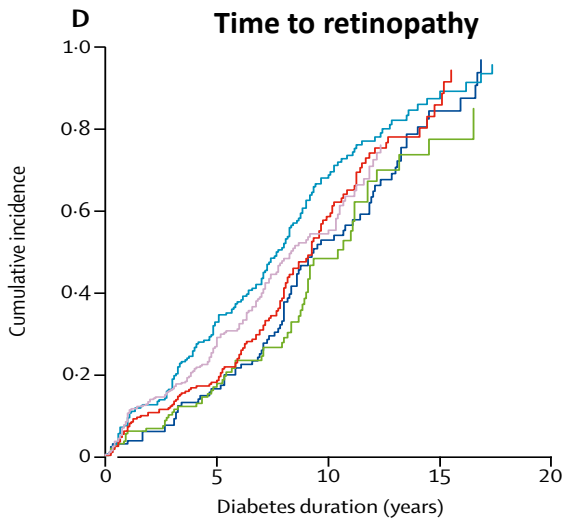 D
Time to retinopathy
Cumulative incidence
1·0
0·8
0·6
0·4
0·2
0
0 5 10 15 20
Diabetes duration (years)